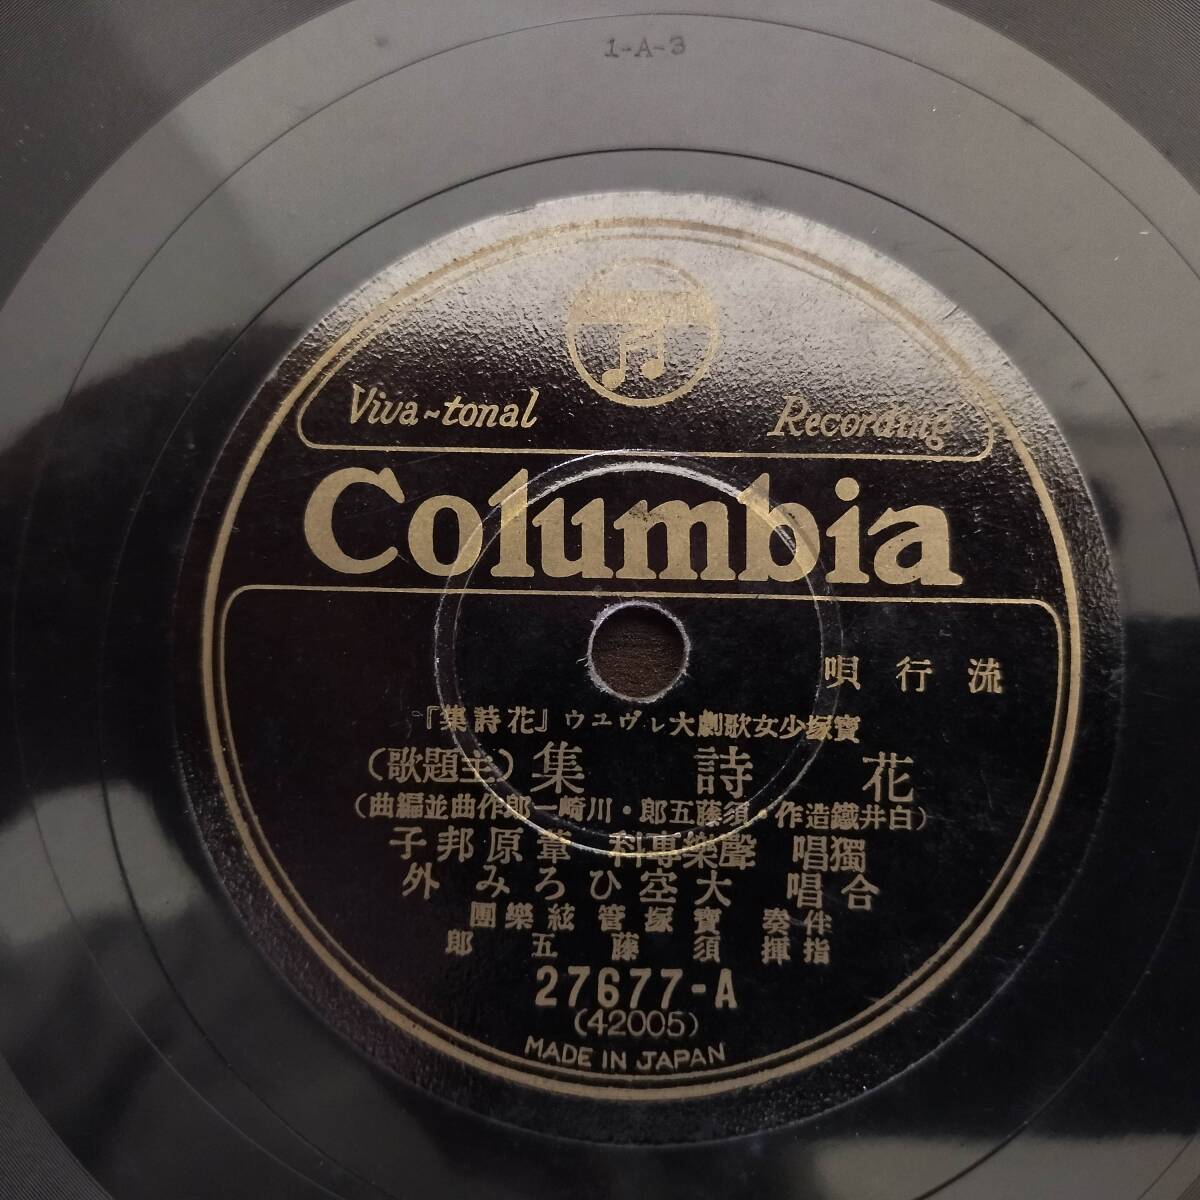 1-A-3
Viva-tonal Recording
Columbia
流行唄
寶塚少女歌劇大レヴユウ『花詩集』
花詩集(主題歌)
(白井鐵造作・須藤五郎・川崎一郎作曲並編曲)
獨唱 聲樂專科 葦原邦子
合唱 大空ひろみ外
伴奏 寶塚管絃樂團
指揮 須藤五郎
27677-A
(42005)
MADE IN JAPAN